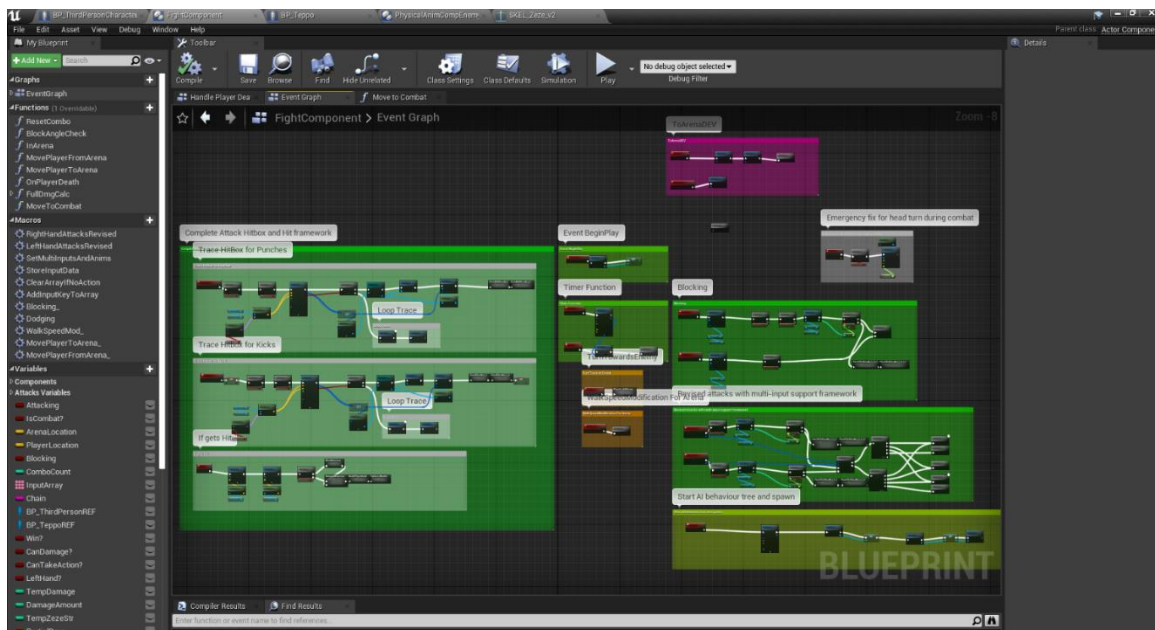 BP_ThirdPersonCharacter
FightComponent
BP_Teppo
PhysicalAnimCompEneme
SKEL_Zeze_v2
File Edit Asset View Debug Window Help
Parent class: Actor Compone
My Blueprint
Toolbar
Details
+Add New
Search
Compile
Save
Browse
Find
Hide Unrelated
Class Settings
Class Defaults
Simulation
Play
No debug object selected
Debug Filter
Graphs
EventGraph
Functions (1 Overridable)
ResetCombo
BlockAngleCheck
InArena
MovePlayerFromArena
MovePlayerToArena
OnPlayerDeath
FullDmgCalc
MoveToCombat
Macros
RightHandAttacksRevised
LeftHandAttacksRevised
SetMultiInputsAndAnims
StoreInputData
ClearArrayIfNoAction
AddInputKeyToArray
Blocking_
Dodging
WalkSpeedMod_
MovePlayerToArena_
MovePlayerFromArena_
Variables
Components
Attacks Variables
Attacking
IsCombat?
ArenaLocation
PlayerLocation
Blocking
ComboCount
InputArray
Chain
BP_ThirdPersonREF
BP_TeppoREF
Win?
CanDamage?
CanTakeAction?
LeftHand?
TempDamage
DamageAmount
TempZezeStr
Handle Player Dea
Event Graph
Move to Combat
FightComponent > Event Graph
Zoom -8
ToArenaDEV
Emergency fix for head turn during combat
Complete Attack Hitbox and Hit framework
Trace HitBox for Punches
Loop Trace
Trace HitBox for Kicks
Loop Trace
If gets Hit
Event BeginPlay
Timer Function
TurnTowardsEnemy
WalkSpeedModification For Arena
Blocking
Revised attacks with multi-input support framework
Start AI behaviour tree and spawn
BLUEPRINT
Compiler Results
Find Results
Enter function or event name to find references...